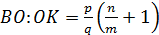 BO:OK = p/q (n/m + 1)